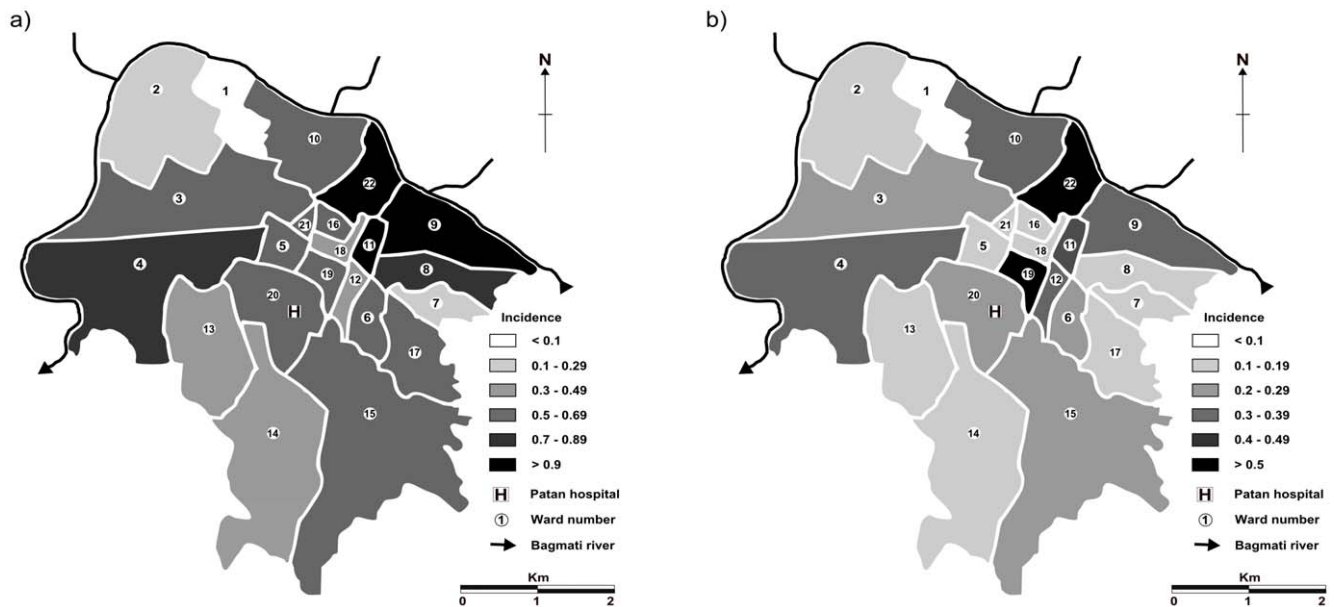 a)
N
2
1
10
22
3
9
21
16
5
18
11
4
8
19
12
20
7
H
6
13
17
15
14
Incidence
< 0.1
0.1 - 0.29
0.3 - 0.49
0.5 - 0.69
0.7 - 0.89
> 0.9
H Patan hospital
1 Ward number
Bagmati river
Km
0 1 2
b)
N
2
1
10
22
3
9
21
16
5
18
11
4
8
19
12
20
7
H
6
13
17
15
14
Incidence
< 0.1
0.1 - 0.19
0.2 - 0.29
0.3 - 0.39
0.4 - 0.49
> 0.5
H Patan hospital
1 Ward number
Bagmati river
Km
0 1 2